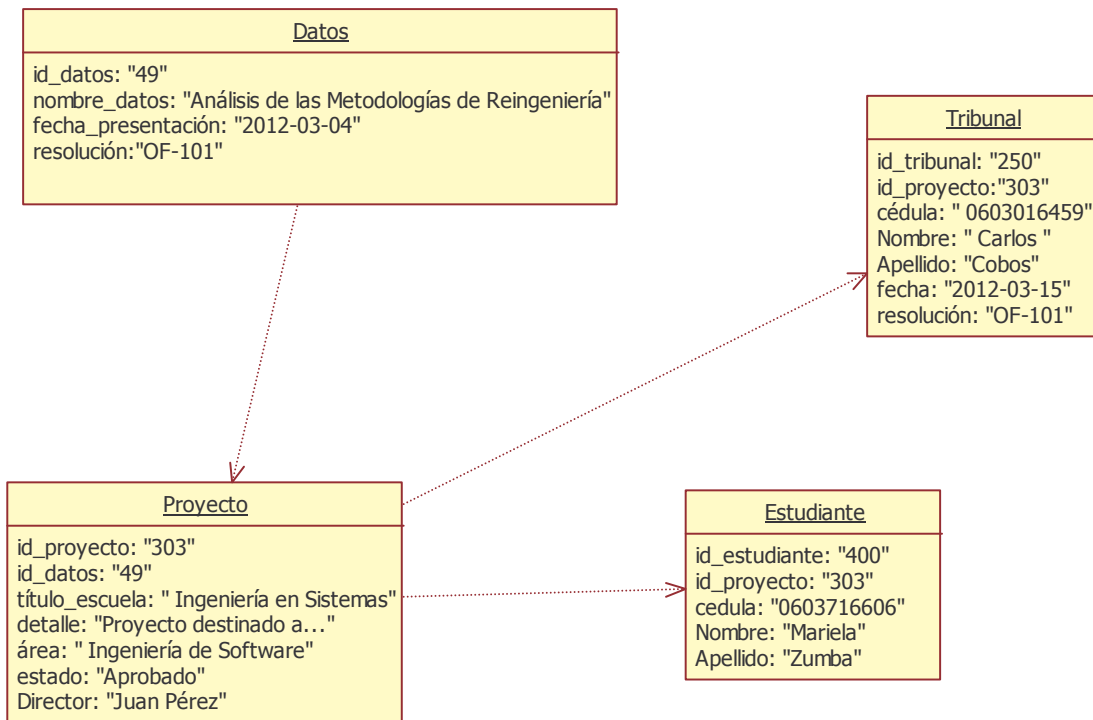 Datos
id_datos: "49"
nombre_datos: "Análisis de las Metodologías de Reingeniería"
fecha_presentación: "2012-03-04"
resolución:"OF-101"
Tribunal
id_tribunal: "250"
id_proyecto:"303"
cédula: " 0603016459"
Nombre: " Carlos "
Apellido: "Cobos"
fecha: "2012-03-15"
resolución: "OF-101"
Proyecto
id_proyecto: "303"
id_datos: "49"
título_escuela: " Ingeniería en Sistemas"
detalle: "Proyecto destinado a..."
área: " Ingeniería de Software"
estado: "Aprobado"
Director: "Juan Pérez"
Estudiante
id_estudiante: "400"
id_proyecto: "303"
cedula: "0603716606"
Nombre: "Mariela"
Apellido: "Zumba"